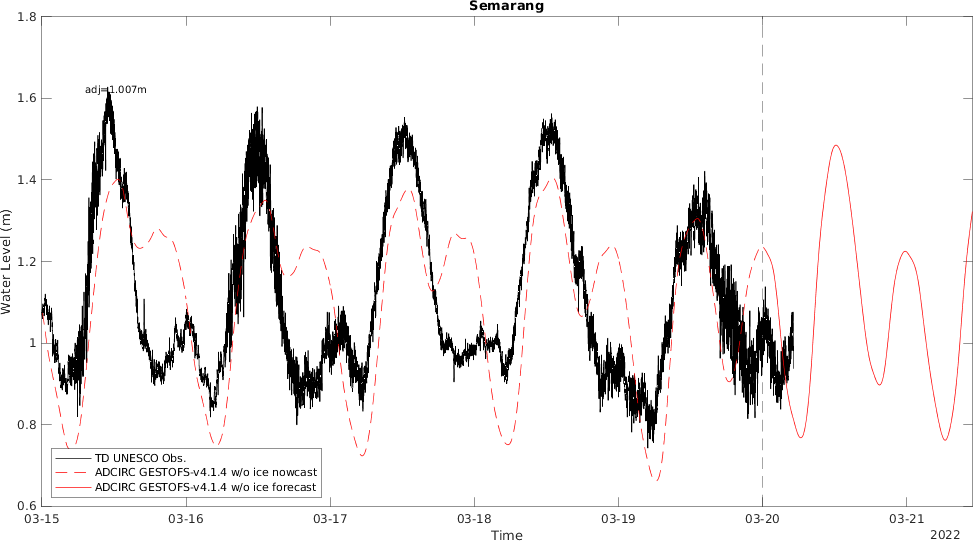 Semarang
1.8
1.6
1.4
1.2
1
0.8
0.6
Water Level (m)
adj=1.007m
TD UNESCO Obs.
ADCIRC GESTOFS-v4.1.4 w/o ice nowcast
ADCIRC GESTOFS-v4.1.4 w/o ice forecast
03-15 03-16 03-17 03-18 03-19 03-20 03-21
Time
2022